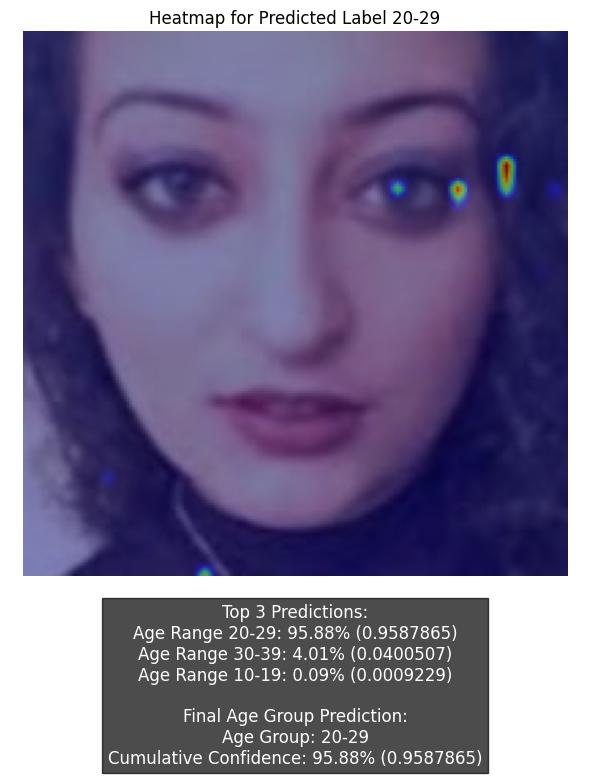 Heatmap for Predicted Label 20-29
Top 3 Predictions:
Age Range 20-29: 95.88% (0.9587865)
Age Range 30-39: 4.01% (0.0400507)
Age Range 10-19: 0.09% (0.0009229)
Final Age Group Prediction:
Age Group: 20-29
Cumulative Confidence: 95.88% (0.9587865)